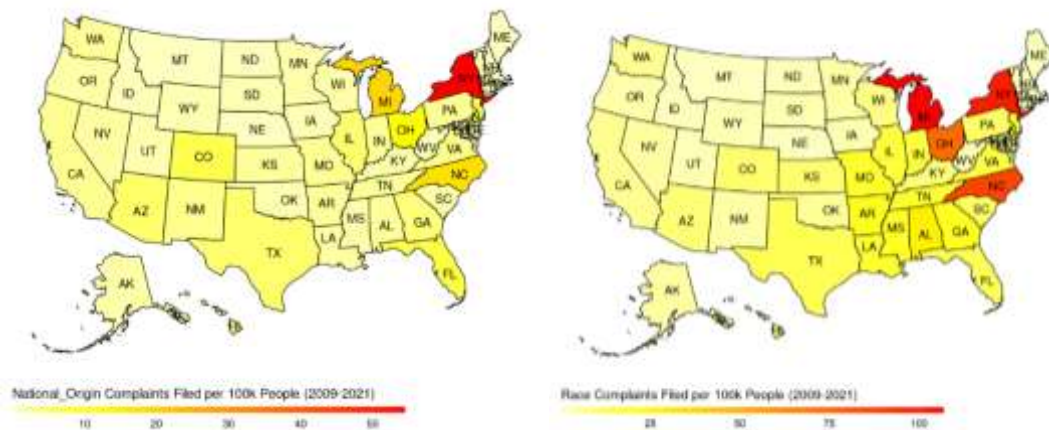 WA
MT
ND
MN
ME
OR
ID
SD
WI
MI
NY
WY
IA
PA
NE
NV
UT
CO
IL
IN
OH
WV
VA
CA
KS
MO
KY
NC
AZ
NM
OK
AR
TN
SC
MS
AL
GA
TX
LA
FL
AK
National_Origin Complaints Filed per 100k People (2009-2021)
10 20 30 40 50
WA
MT
ND
MN
ME
OR
ID
SD
WI
NY
WY
IA
PA
NE
NV
UT
CO
IL
IN
OH
WV
VA
CA
KS
MO
KY
NC
AZ
NM
OK
AR
TN
SC
MS
AL
GA
TX
LA
FL
AK
Race Complaints Filed per 100k People (2009-2021)
25 50 75 100